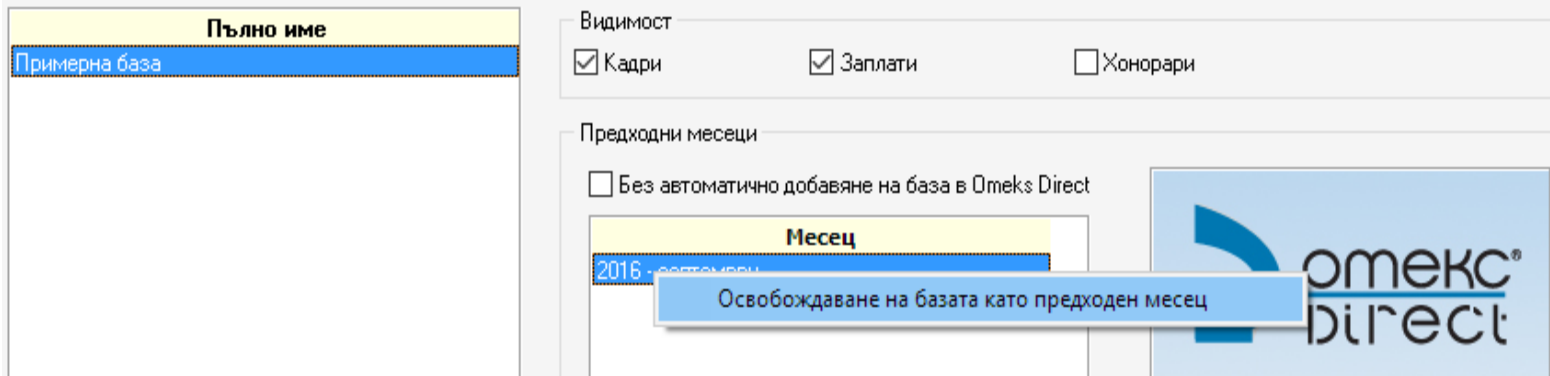 Пълно име
Примерна база
Видимост
Кадри
Заплати
Хонорари
Предходни месеци
Без автоматично добавяне на база в Omeks Direct
Месец
2016 -
Освобождаване на базата като предходен месец
омекс®
Direct